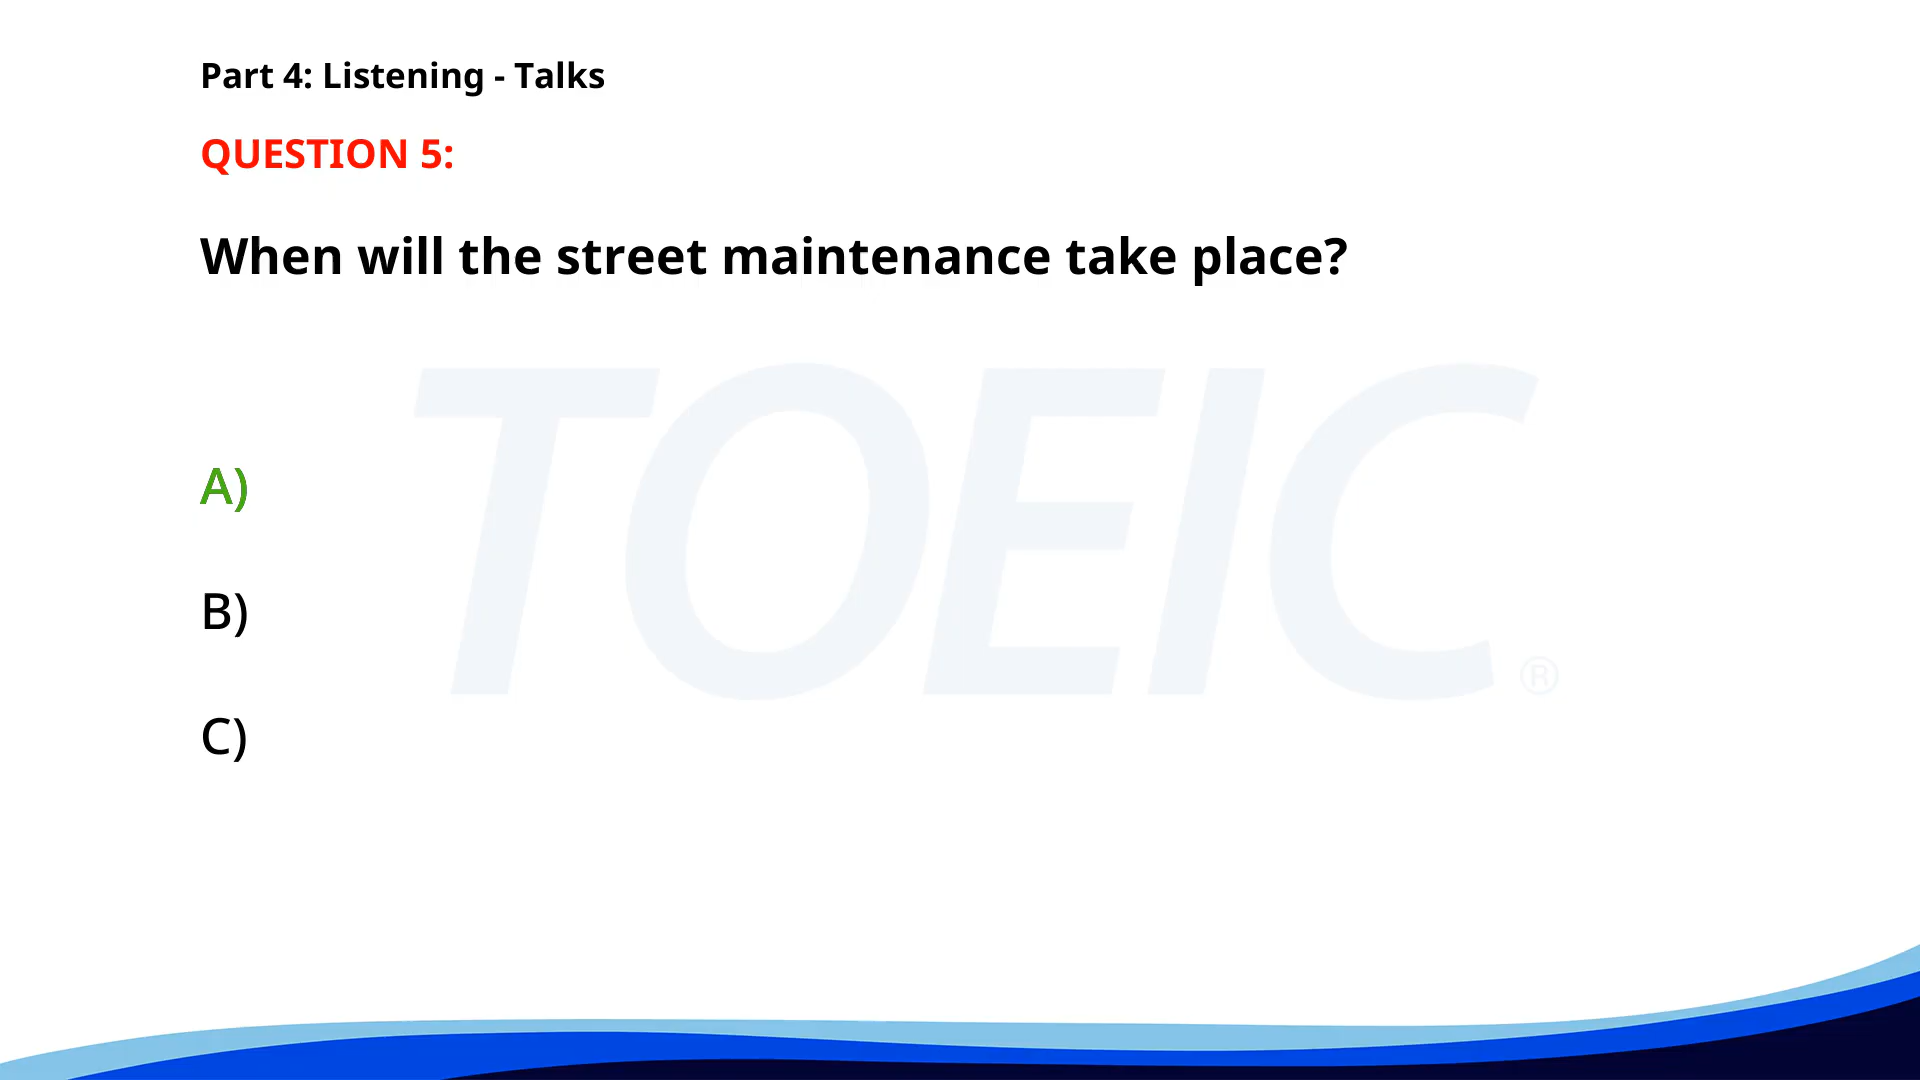 Part 4: Listening - Talks
QUESTION 5:
When will the street maintenance take place?
TOEIC®
A)
B)
C)